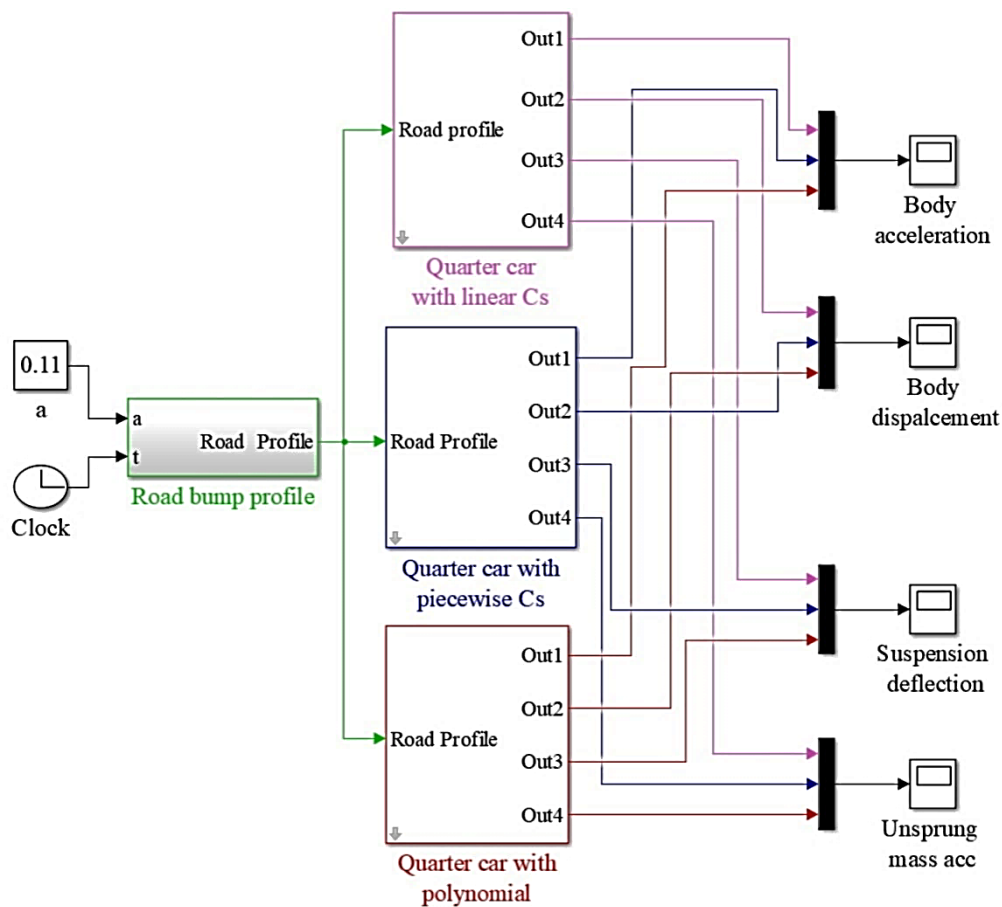 Out1
Out2
Road profile
Out3
Out4
Quarter car
with linear Cs
Body
acceleration
0.11
a
a
Road Profile
t
Road bump profile
Clock
Out1
Out2
Road Profile
Out3
Out4
Quarter car with
piecewise Cs
Body
dispalcement
Out1
Out2
Road Profile
Out3
Out4
Quarter car with
polynomial
Suspension
deflection
Unsprung
mass acc